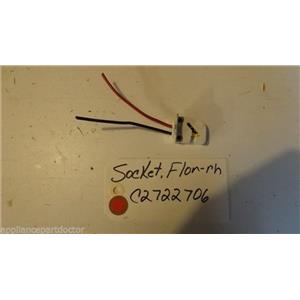 Socket, Flor-rh
C2722706
appliancepartdoctor